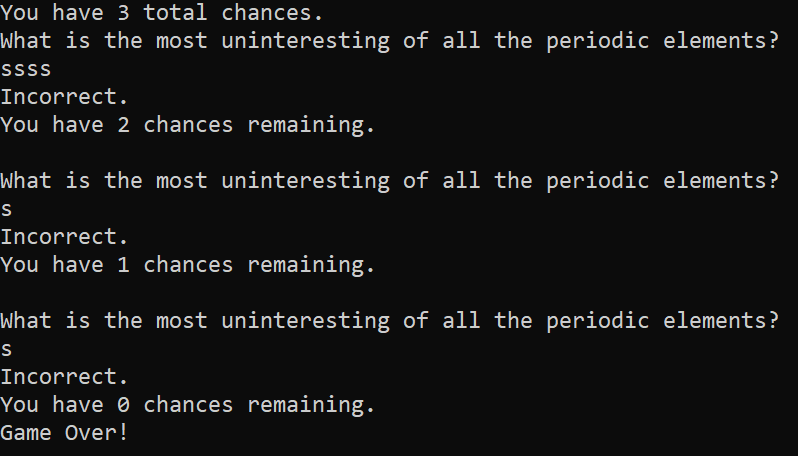 You have 3 total chances.
What is the most uninteresting of all the periodic elements?
ssss
Incorrect.
You have 2 chances remaining.
What is the most uninteresting of all the periodic elements?
s
Incorrect.
You have 1 chances remaining.
What is the most uninteresting of all the periodic elements?
s
Incorrect.
You have 0 chances remaining.
Game Over!